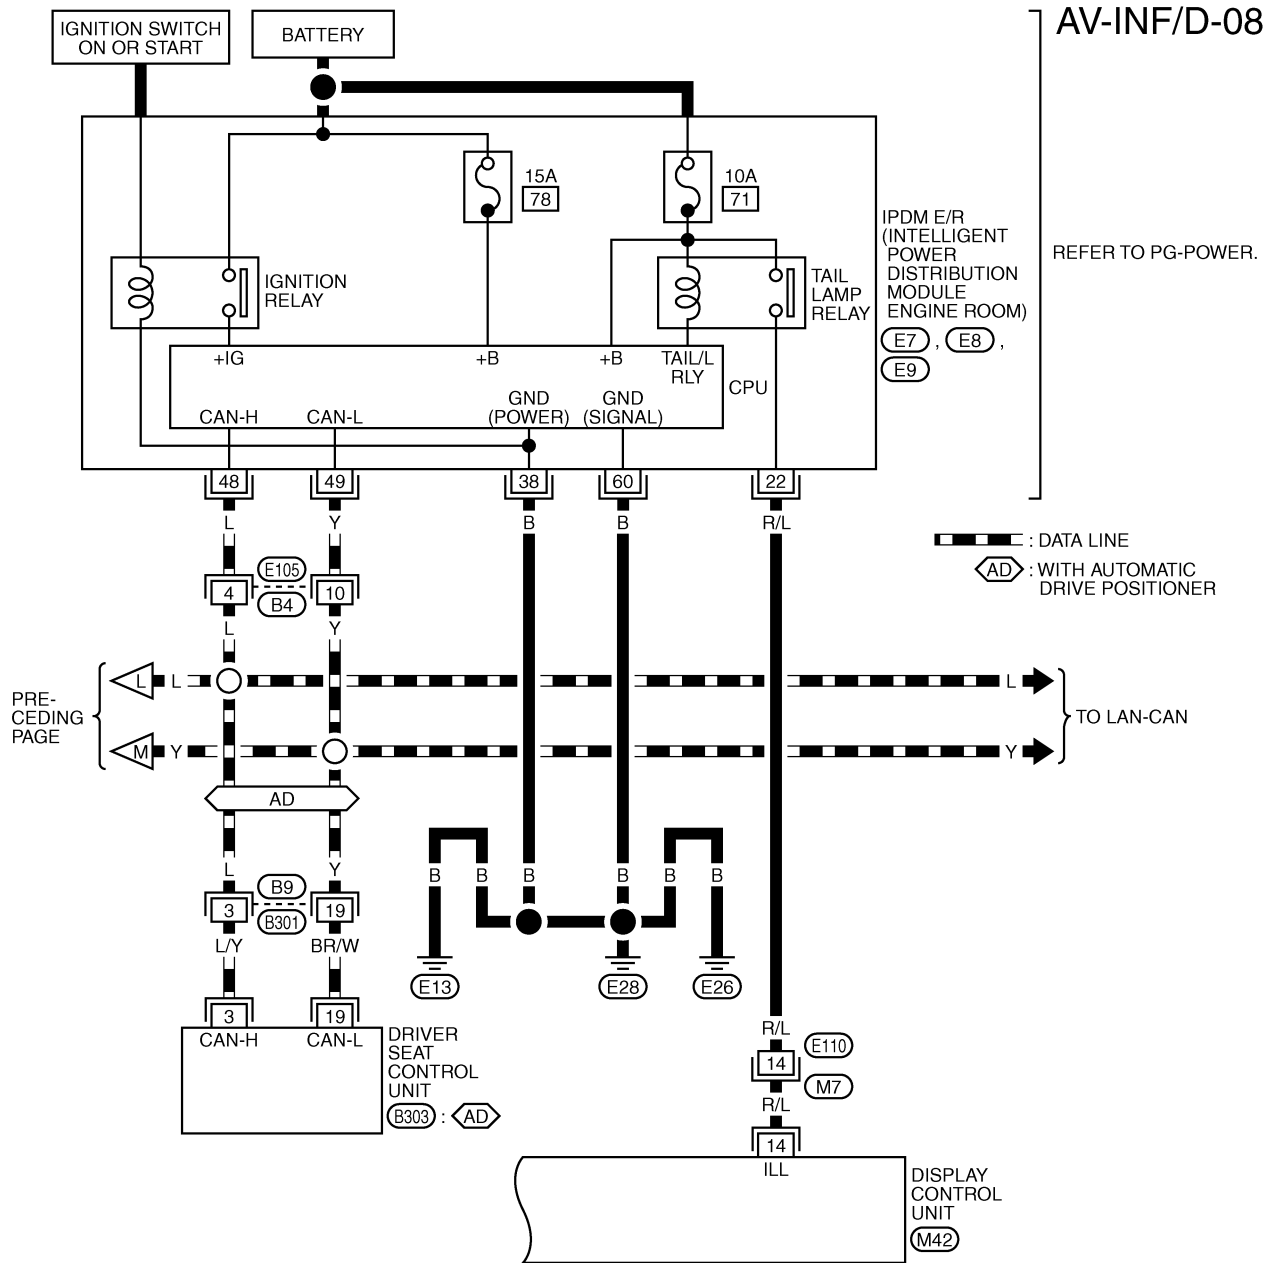 AV-INF/D-08
IGNITION SWITCH
ON OR START
BATTERY
15A
78
10A
71
IPDM E/R
(INTELLIGENT
POWER
DISTRIBUTION
MODULE
ENGINE ROOM)
E7 , E8 ,
E9
REFER TO PG-POWER.
IGNITION
RELAY
TAIL
LAMP
RELAY
+IG
+B
+B
TAIL/L
RLY
CPU
CAN-H
CAN-L
GND
(POWER)
GND
(SIGNAL)
48
49
38
60
22
L
Y
B
B
R/L
: DATA LINE
AD : WITH AUTOMATIC
DRIVE POSITIONER
E105
4
10
B4
L
Y
PRE-
CEDING
PAGE
L L
L
M Y
Y
TO LAN-CAN
AD
L
Y
B
B
B
B
B
B
B9
3
19
B301
L/Y
BR/W
E13
E28
E26
3
19
CAN-H
CAN-L
DRIVER
SEAT
CONTROL
UNIT
B303 : AD
R/L
E110
14
M7
R/L
14
ILL
DISPLAY
CONTROL
UNIT
M42